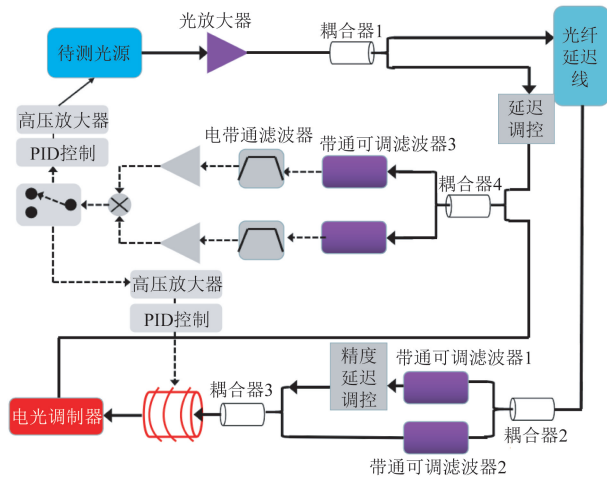 待测光源
光放大器
耦合器1
光纤
延迟
线
高压放大器
PID控制
延迟
调控
电带通滤波器
带通可调滤波器3
耦合器4
高压放大器
PID控制
精度
延迟
调控
带通可调滤波器1
耦合器3
电光调制器
耦合器2
带通可调滤波器2